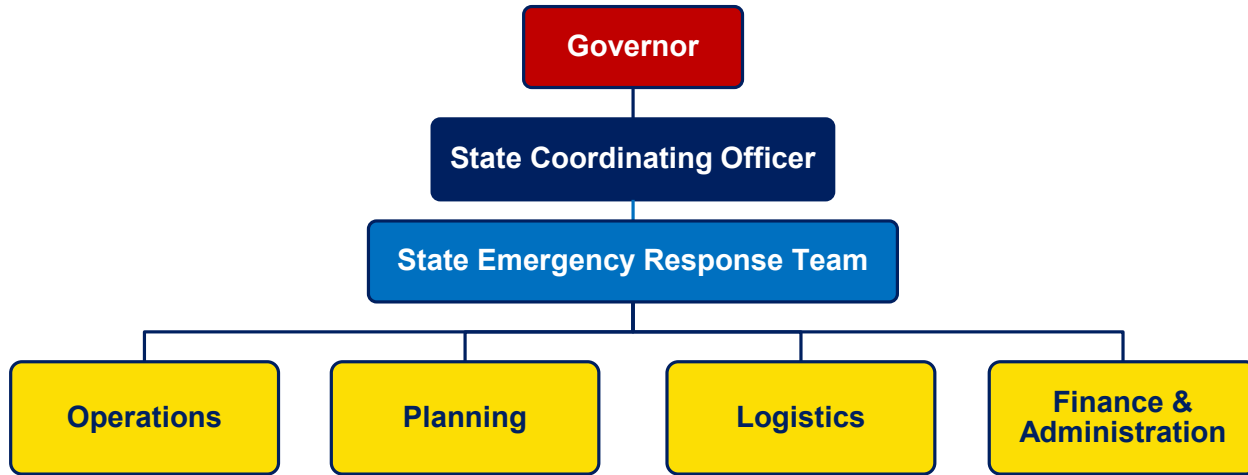 Governor
State Coordinating Officer
State Emergency Response Team
Operations
Planning
Logistics
Finance &
Administration